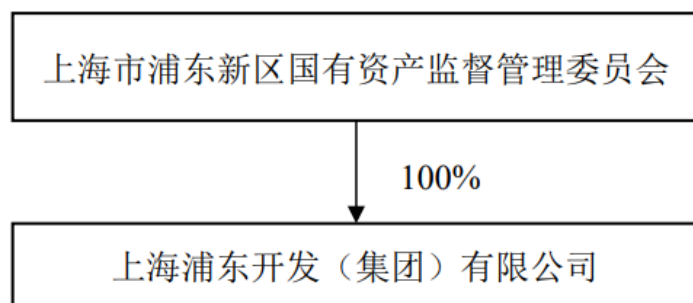 上海市浦东新区国有资产监督管理委员会
100%
上海浦东开发（集团）有限公司